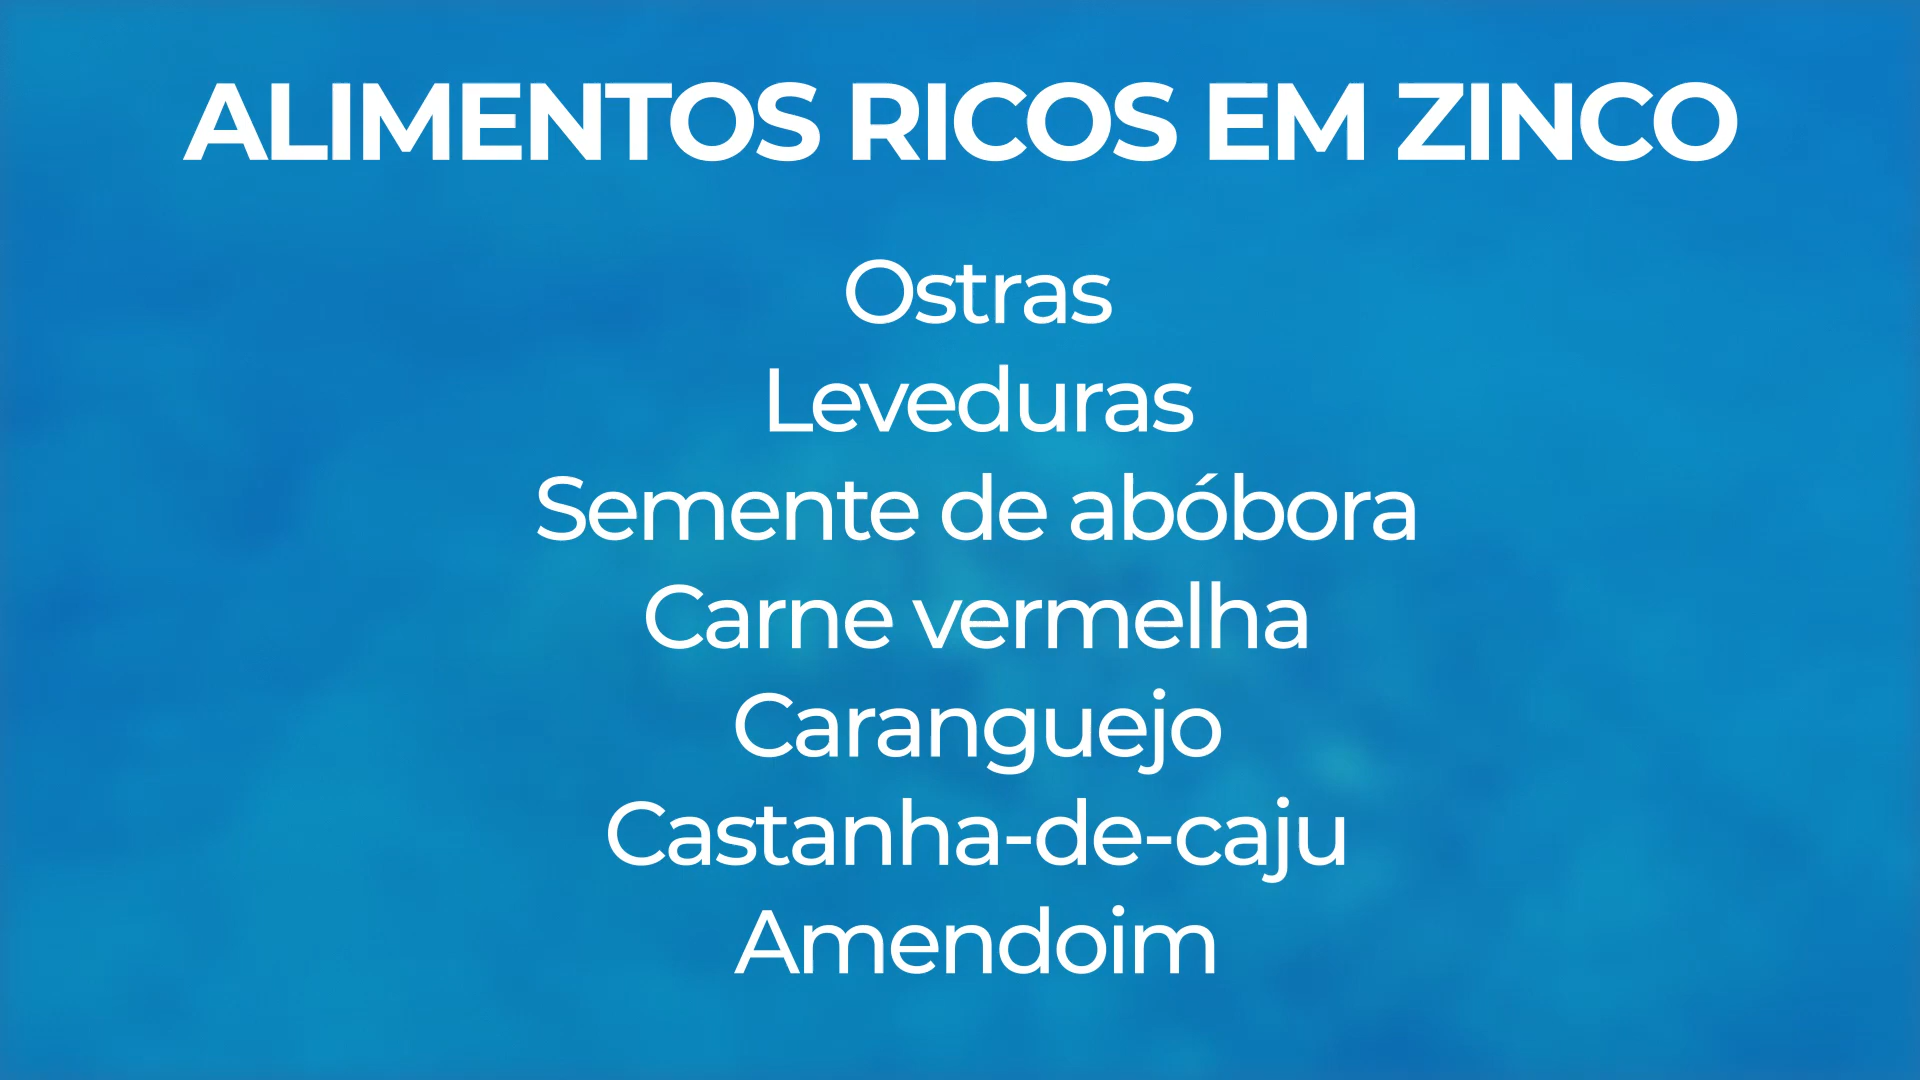 ALIMENTOS RICOS EM ZINCO
Ostras
Leveduras
Semente de abóbora
Carne vermelha
Caranguejo
Castanha-de-caju
Amendoim